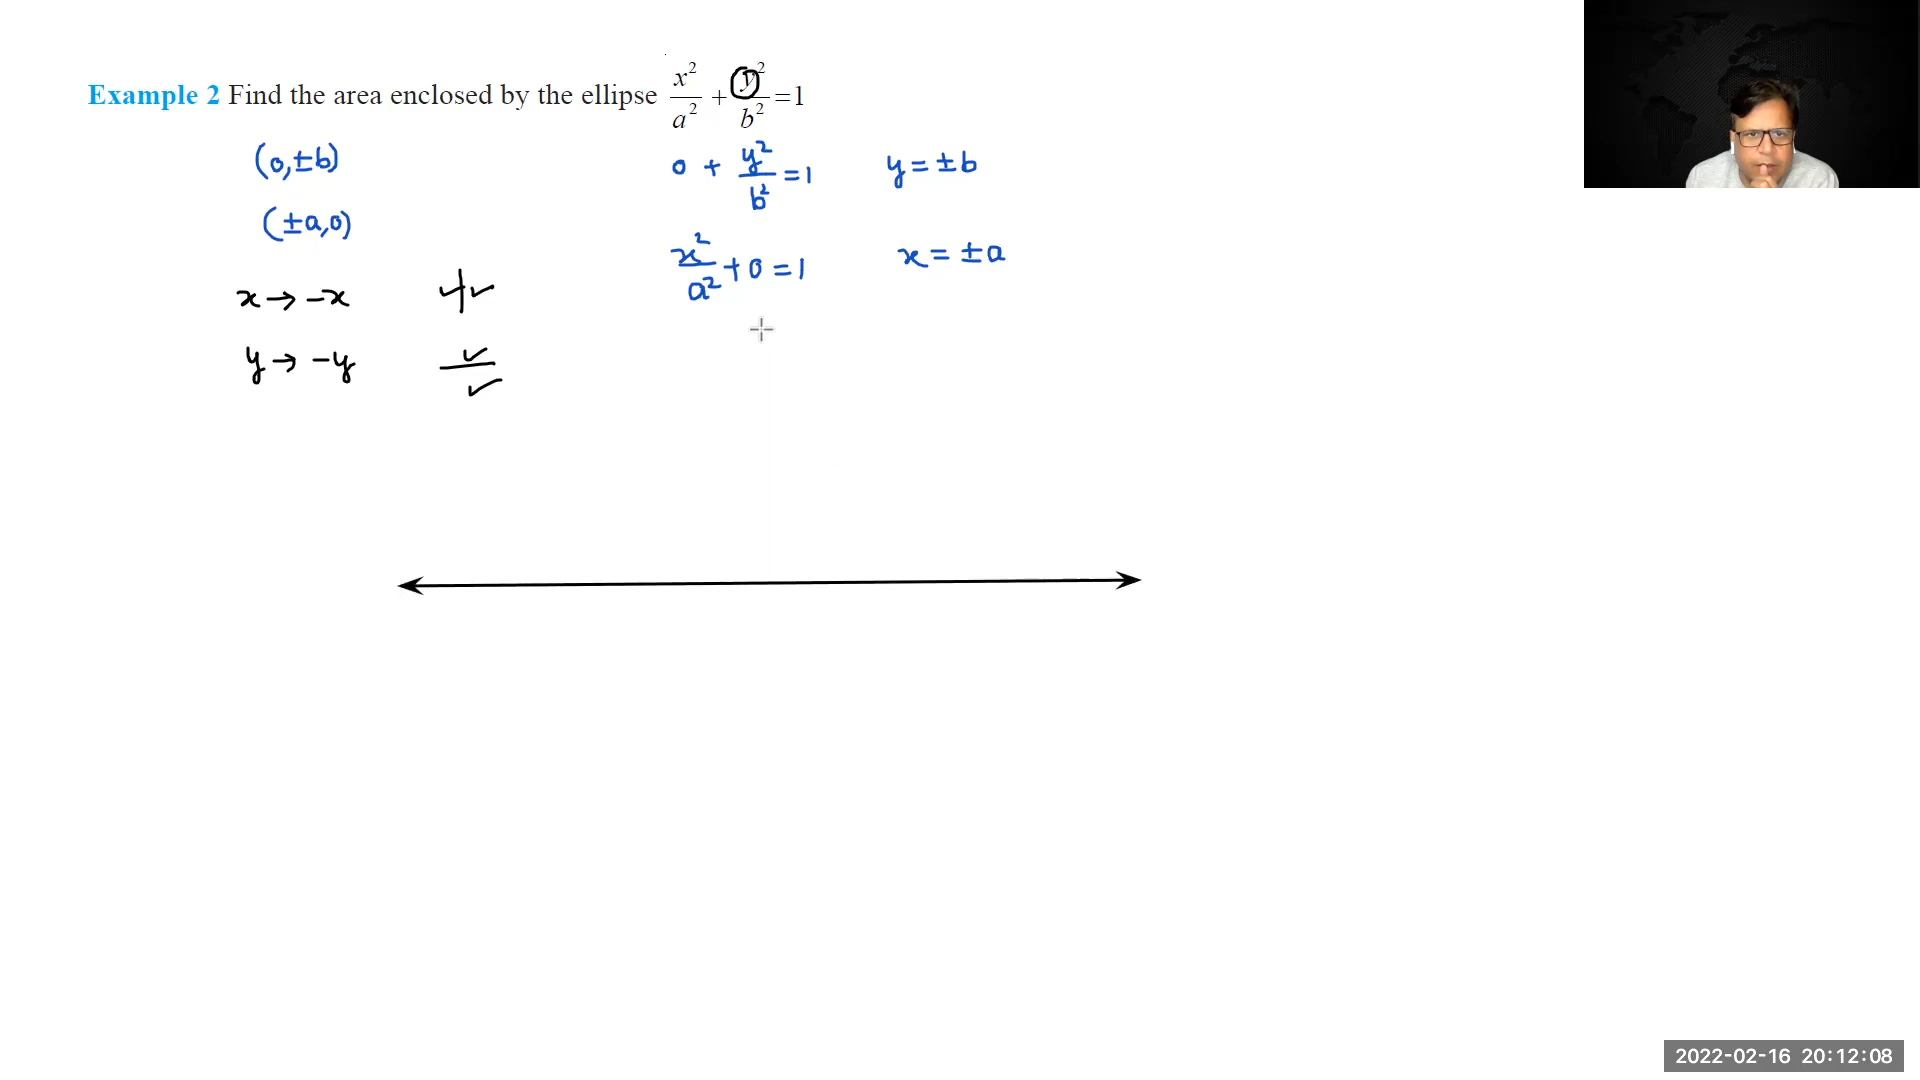 Example 2 Find the area enclosed by the ellipse x²/a² + y²/b² = 1
(0, ±b)
0 + y²/b² = 1
y = ±b
(±a, 0)
x²/a² + 0 = 1
x = ±a
x → -x
y → -y
2022-02-16 20:12:08